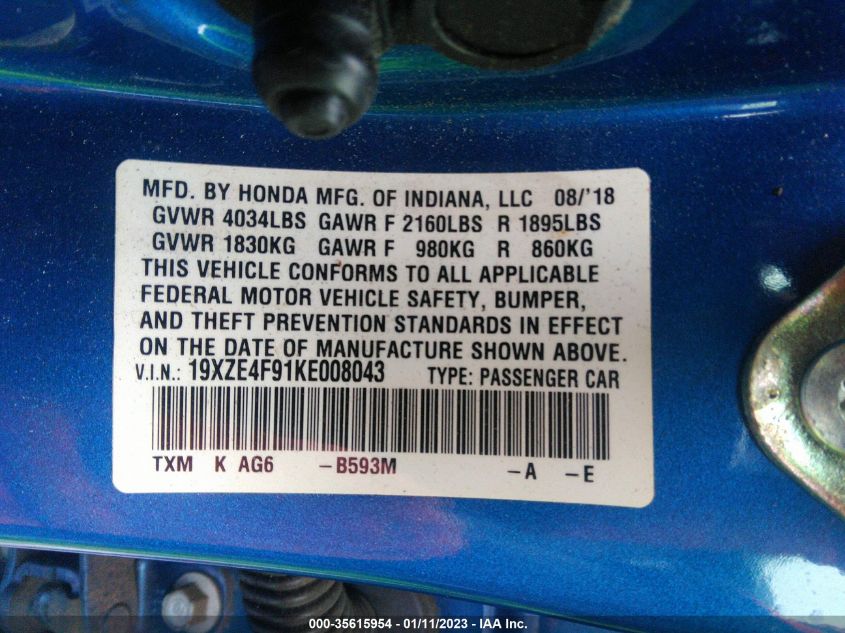 MFD. BY HONDA MFG. OF INDIANA, LLC 08/'18
GVWR 4034LBS GAWR F 2160LBS R 1895LBS
GVWR 1830KG GAWR F 980KG R 860KG
THIS VEHICLE CONFORMS TO ALL APPLICABLE
FEDERAL MOTOR VEHICLE SAFETY, BUMPER,
AND THEFT PREVENTION STANDARDS IN EFFECT
ON THE DATE OF MANUFACTURE SHOWN ABOVE.
V.I.N.: 19XZE4F91KE008043 TYPE: PASSENGER CAR
TXM K AG6 -B593M -A -E
000-35615954 - 01/11/2023 - IAA Inc.